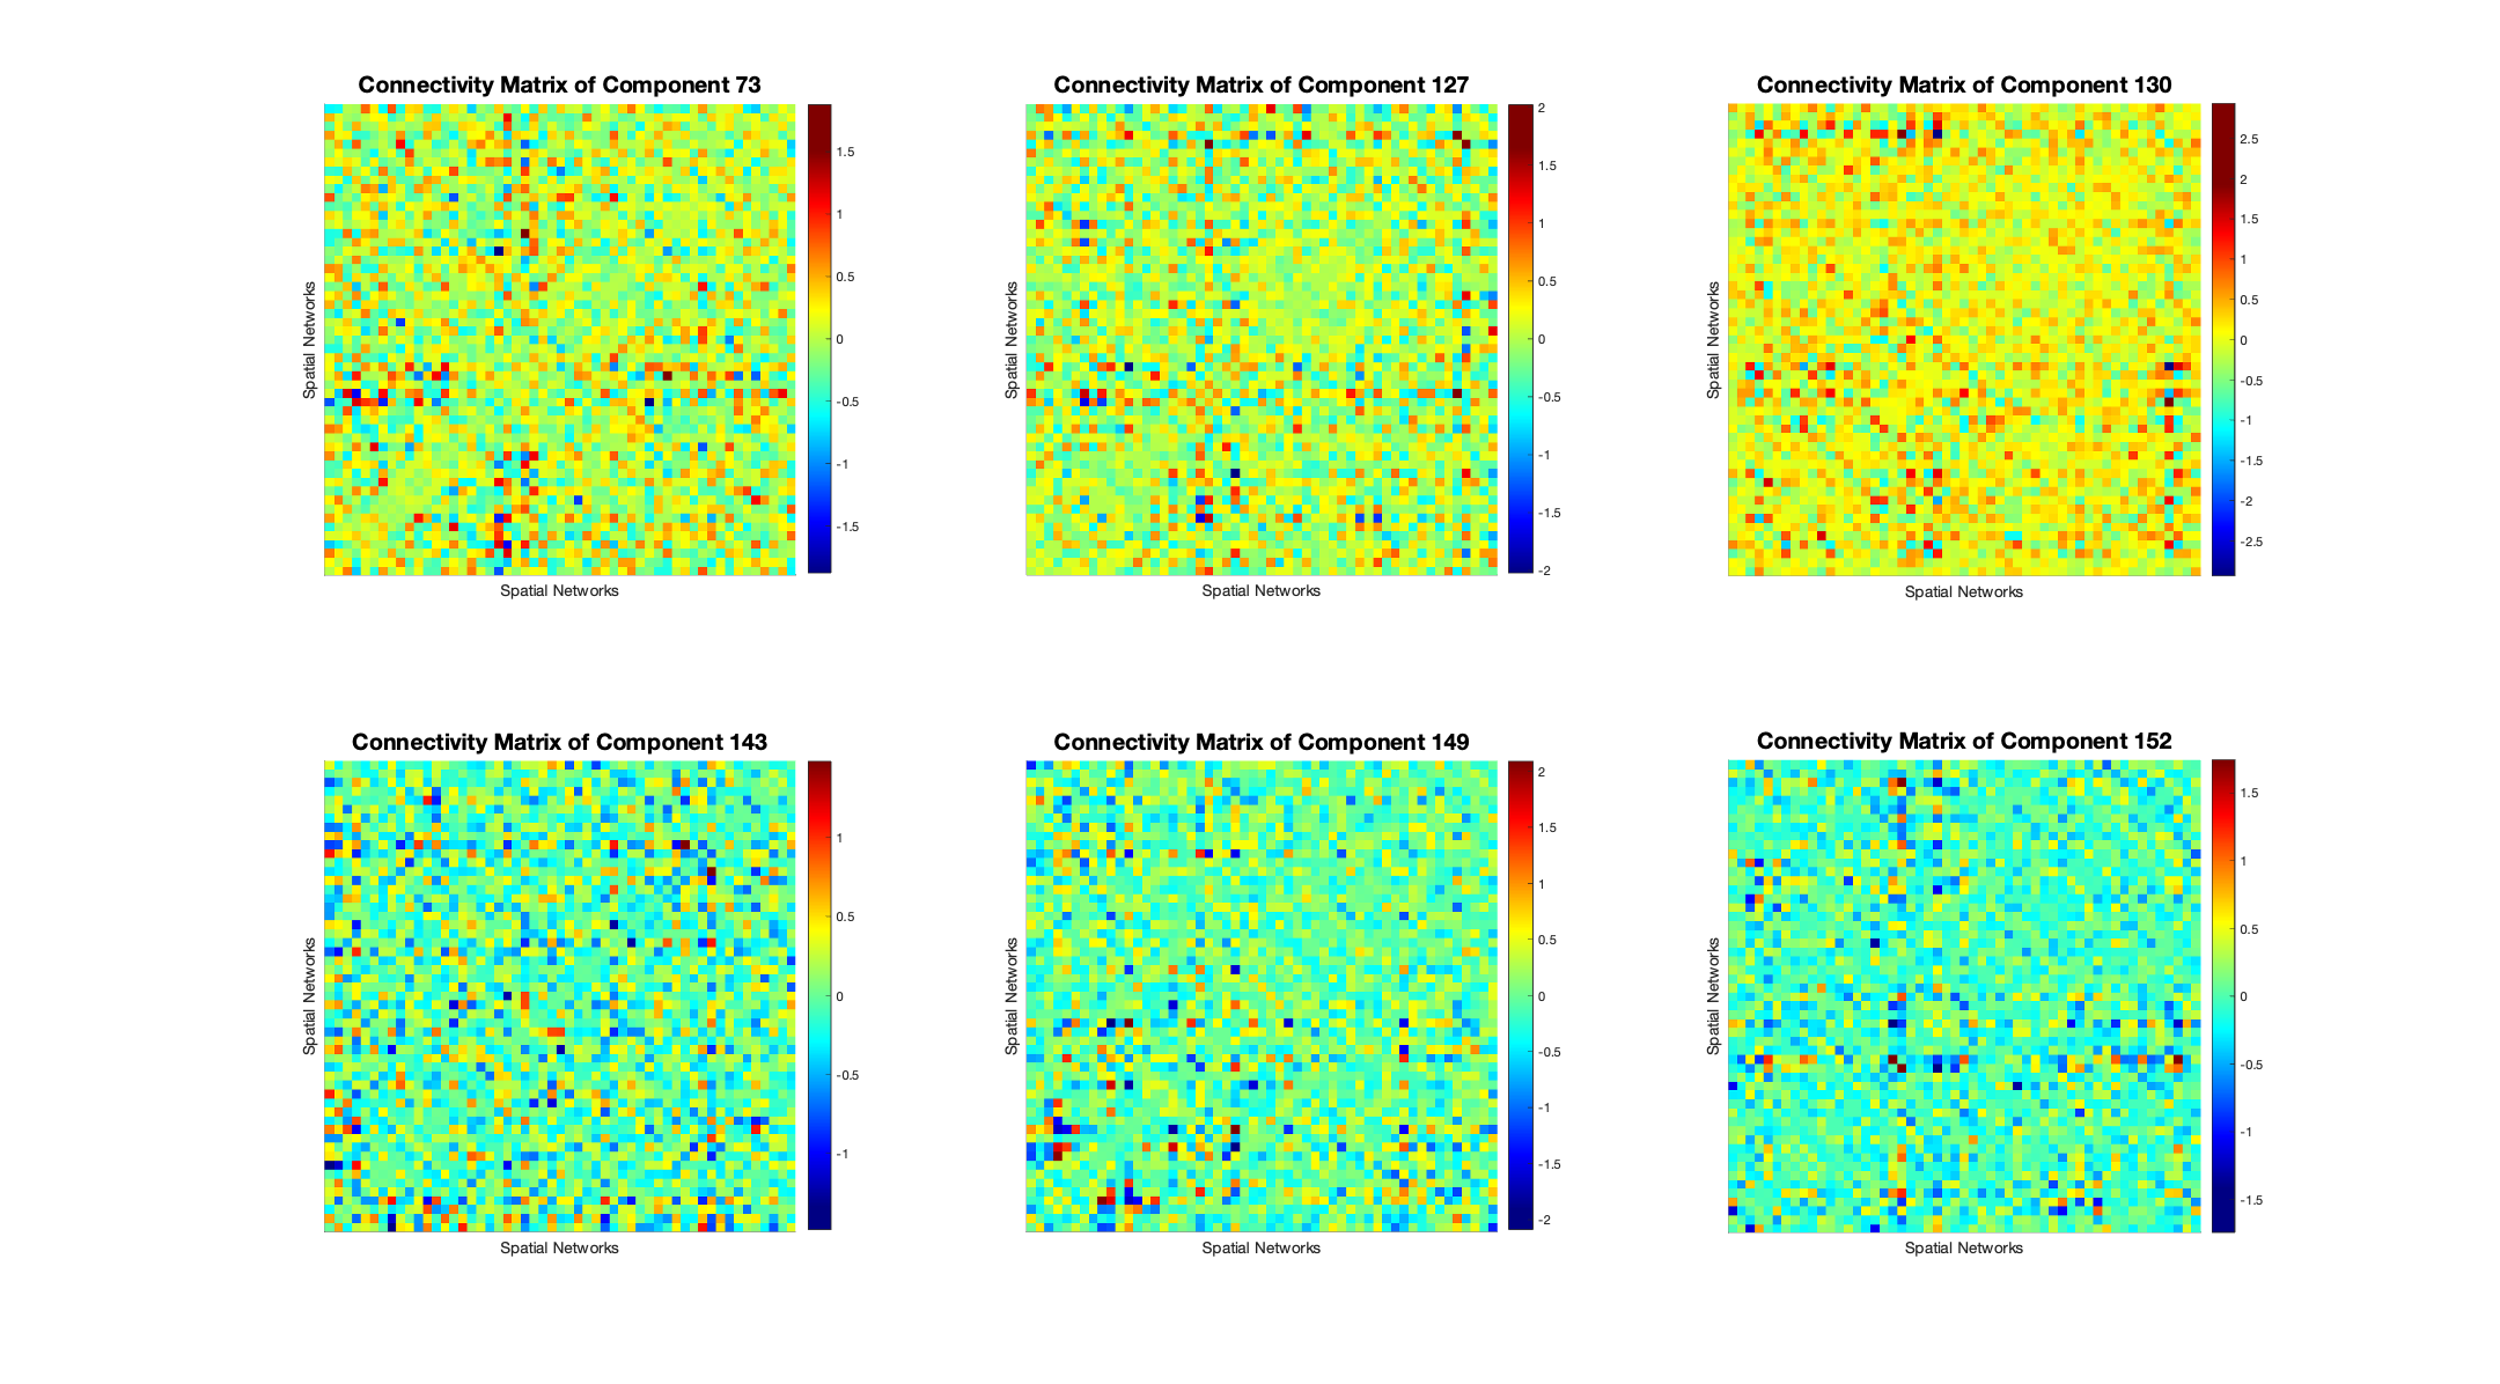 Connectivity Matrix of Component 73
Spatial Networks
Spatial Networks
1.5
1
0.5
0
-0.5
-1
-1.5
Connectivity Matrix of Component 127
Spatial Networks
Spatial Networks
2
1.5
1
0.5
0
-0.5
-1
-1.5
-2
Connectivity Matrix of Component 130
Spatial Networks
Spatial Networks
2.5
2
1.5
1
0.5
0
-0.5
-1
-1.5
-2
-2.5
Connectivity Matrix of Component 143
Spatial Networks
Spatial Networks
1
0.5
0
-0.5
-1
Connectivity Matrix of Component 149
Spatial Networks
Spatial Networks
2
1.5
1
0.5
0
-0.5
-1
-1.5
-2
Connectivity Matrix of Component 152
Spatial Networks
Spatial Networks
1.5
1
0.5
0
-0.5
-1
-1.5